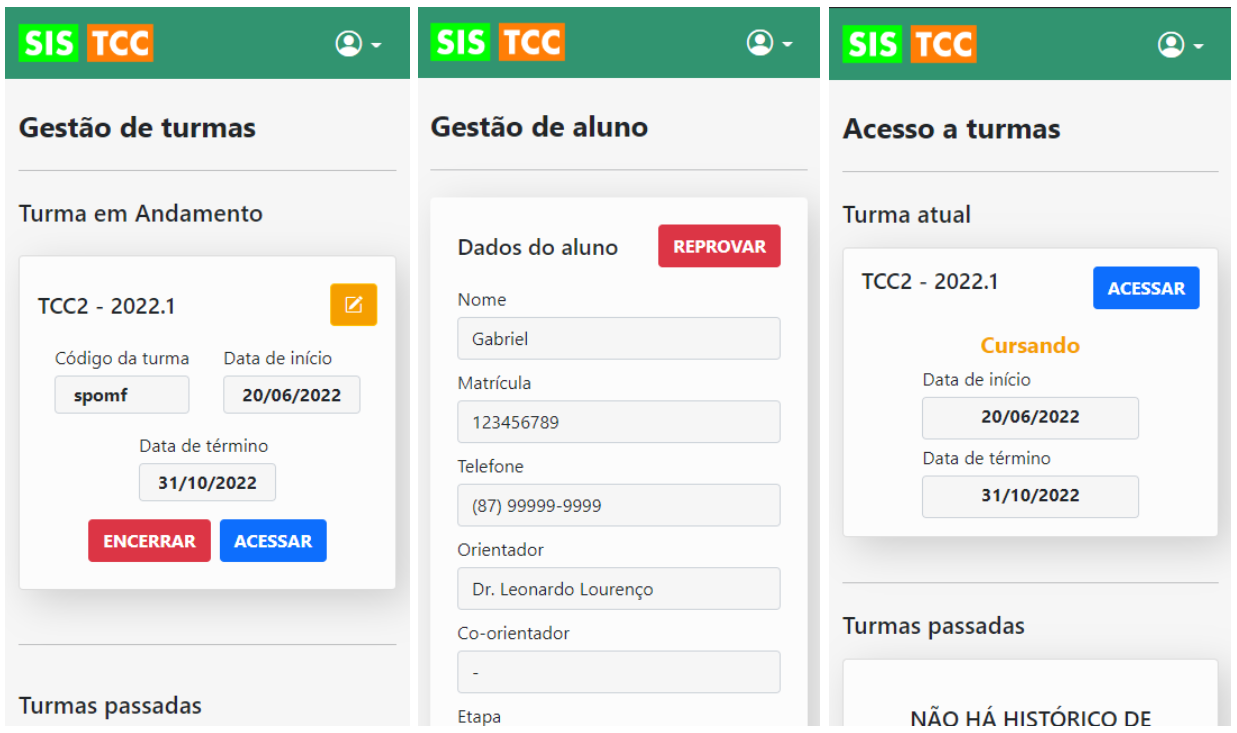 SIS TCC
Gestão de turmas
Turma em Andamento
TCC2 - 2022.1
Código da turma Data de início
spomf 20/06/2022
Data de término
31/10/2022
ENCERRAR ACESSAR
Turmas passadas
SIS TCC
Gestão de aluno
Dados do aluno REPROVAR
Nome
Gabriel
Matrícula
123456789
Telefone
(87) 99999-9999
Orientador
Dr. Leonardo Lourenço
Co-orientador
-
Etapa
SIS TCC
Acesso a turmas
Turma atual
TCC2 - 2022.1 ACESSAR
Cursando
Data de início
20/06/2022
Data de término
31/10/2022
Turmas passadas
NÃO HÁ HISTÓRICO DE